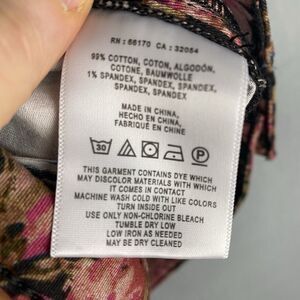 RN : 66170 CA : 32054
99% COTTON, COTON, ALGODÓN,
COTONE, BAUMWOLLE
1% SPANDEX, SPANDEX, SPANDEX,
SPANDEX, SPANDEX
MADE IN CHINA,
HECHO EN CHINA,
FABRIQUÉ EN CHINE
30 P
THIS GARMENT CONTAINS DYE WHICH
MAY DISCOLOR MATERIALS WITH WHICH
IT COMES IN CONTACT
MACHINE WASH COLD WITH LIKE COLORS
TURN INSIDE OUT
USE ONLY NON-CHLORINE BLEACH
TUMBLE DRY LOW
LOW IRON AS NEEDED
MAY BE DRY CLEANED